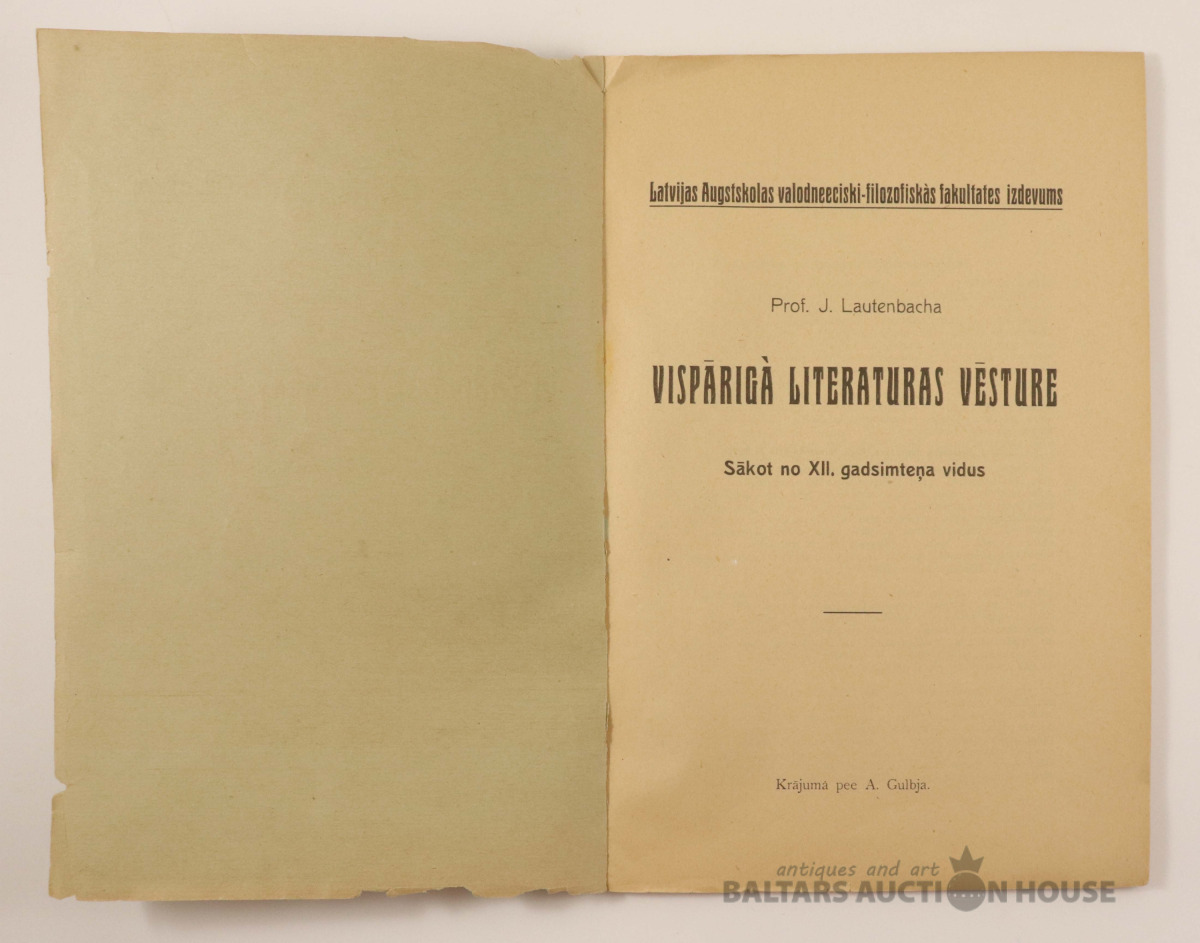 Latvijas Augstskolas valodneeciski-filozofiskàs fakultates izdevums
Prof. J. Lautenbacha
VISPĀRIGÀ LITERATURAS VĒSTURE
Sākot no XII. gadsimteņa vidus
Krājumā pee A. Gulbja.
antiques and art
BALTARS AUCTION HOUSE